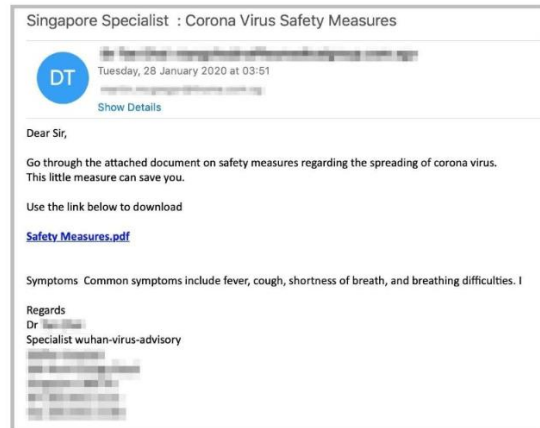 Singapore Specialist : Corona Virus Safety Measures
DT
Tuesday, 28 January 2020 at 03:51
Show Details
Dear Sir,
Go through the attached document on safety measures regarding the spreading of corona virus.
This little measure can save you.
Use the link below to download
Safety Measures.pdf
Symptoms Common symptoms include fever, cough, shortness of breath, and breathing difficulties. I
Regards
Dr
Specialist wuhan-virus-advisory